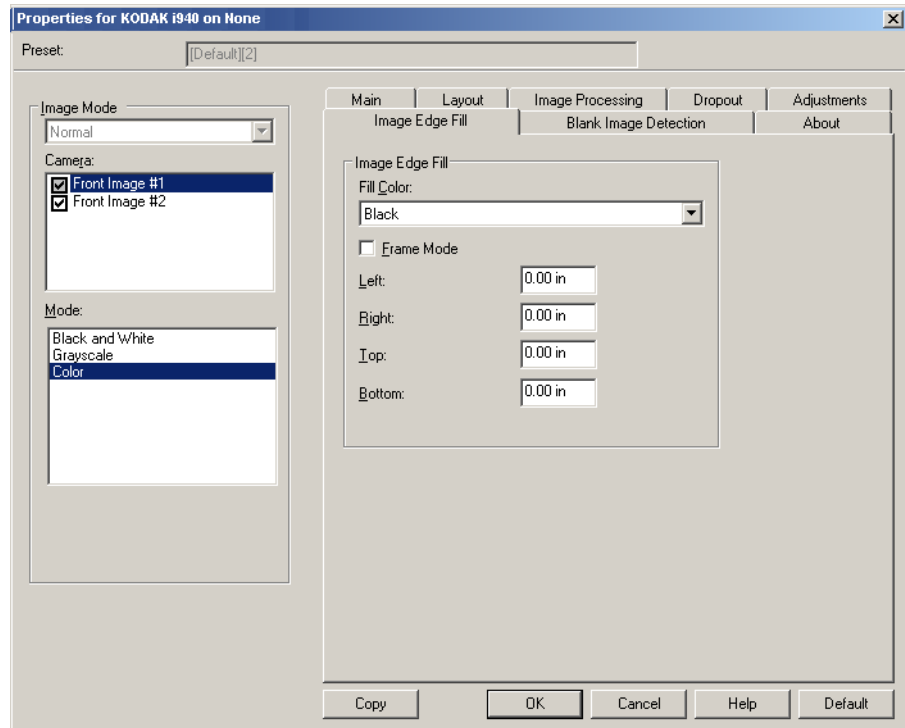 Properties for KODAK i940 on None
Preset:
[Default][2]
Image Mode
Normal
Camera:
Front Image #1
Front Image #2
Mode:
Black and White
Grayscale
Color
Main
Layout
Image Processing
Dropout
Adjustments
Image Edge Fill
Blank Image Detection
About
Image Edge Fill
Fill Color:
Black
Frame Mode
Left:
0.00 in
Right:
0.00 in
Top:
0.00 in
Bottom:
0.00 in
Copy
OK
Cancel
Help
Default